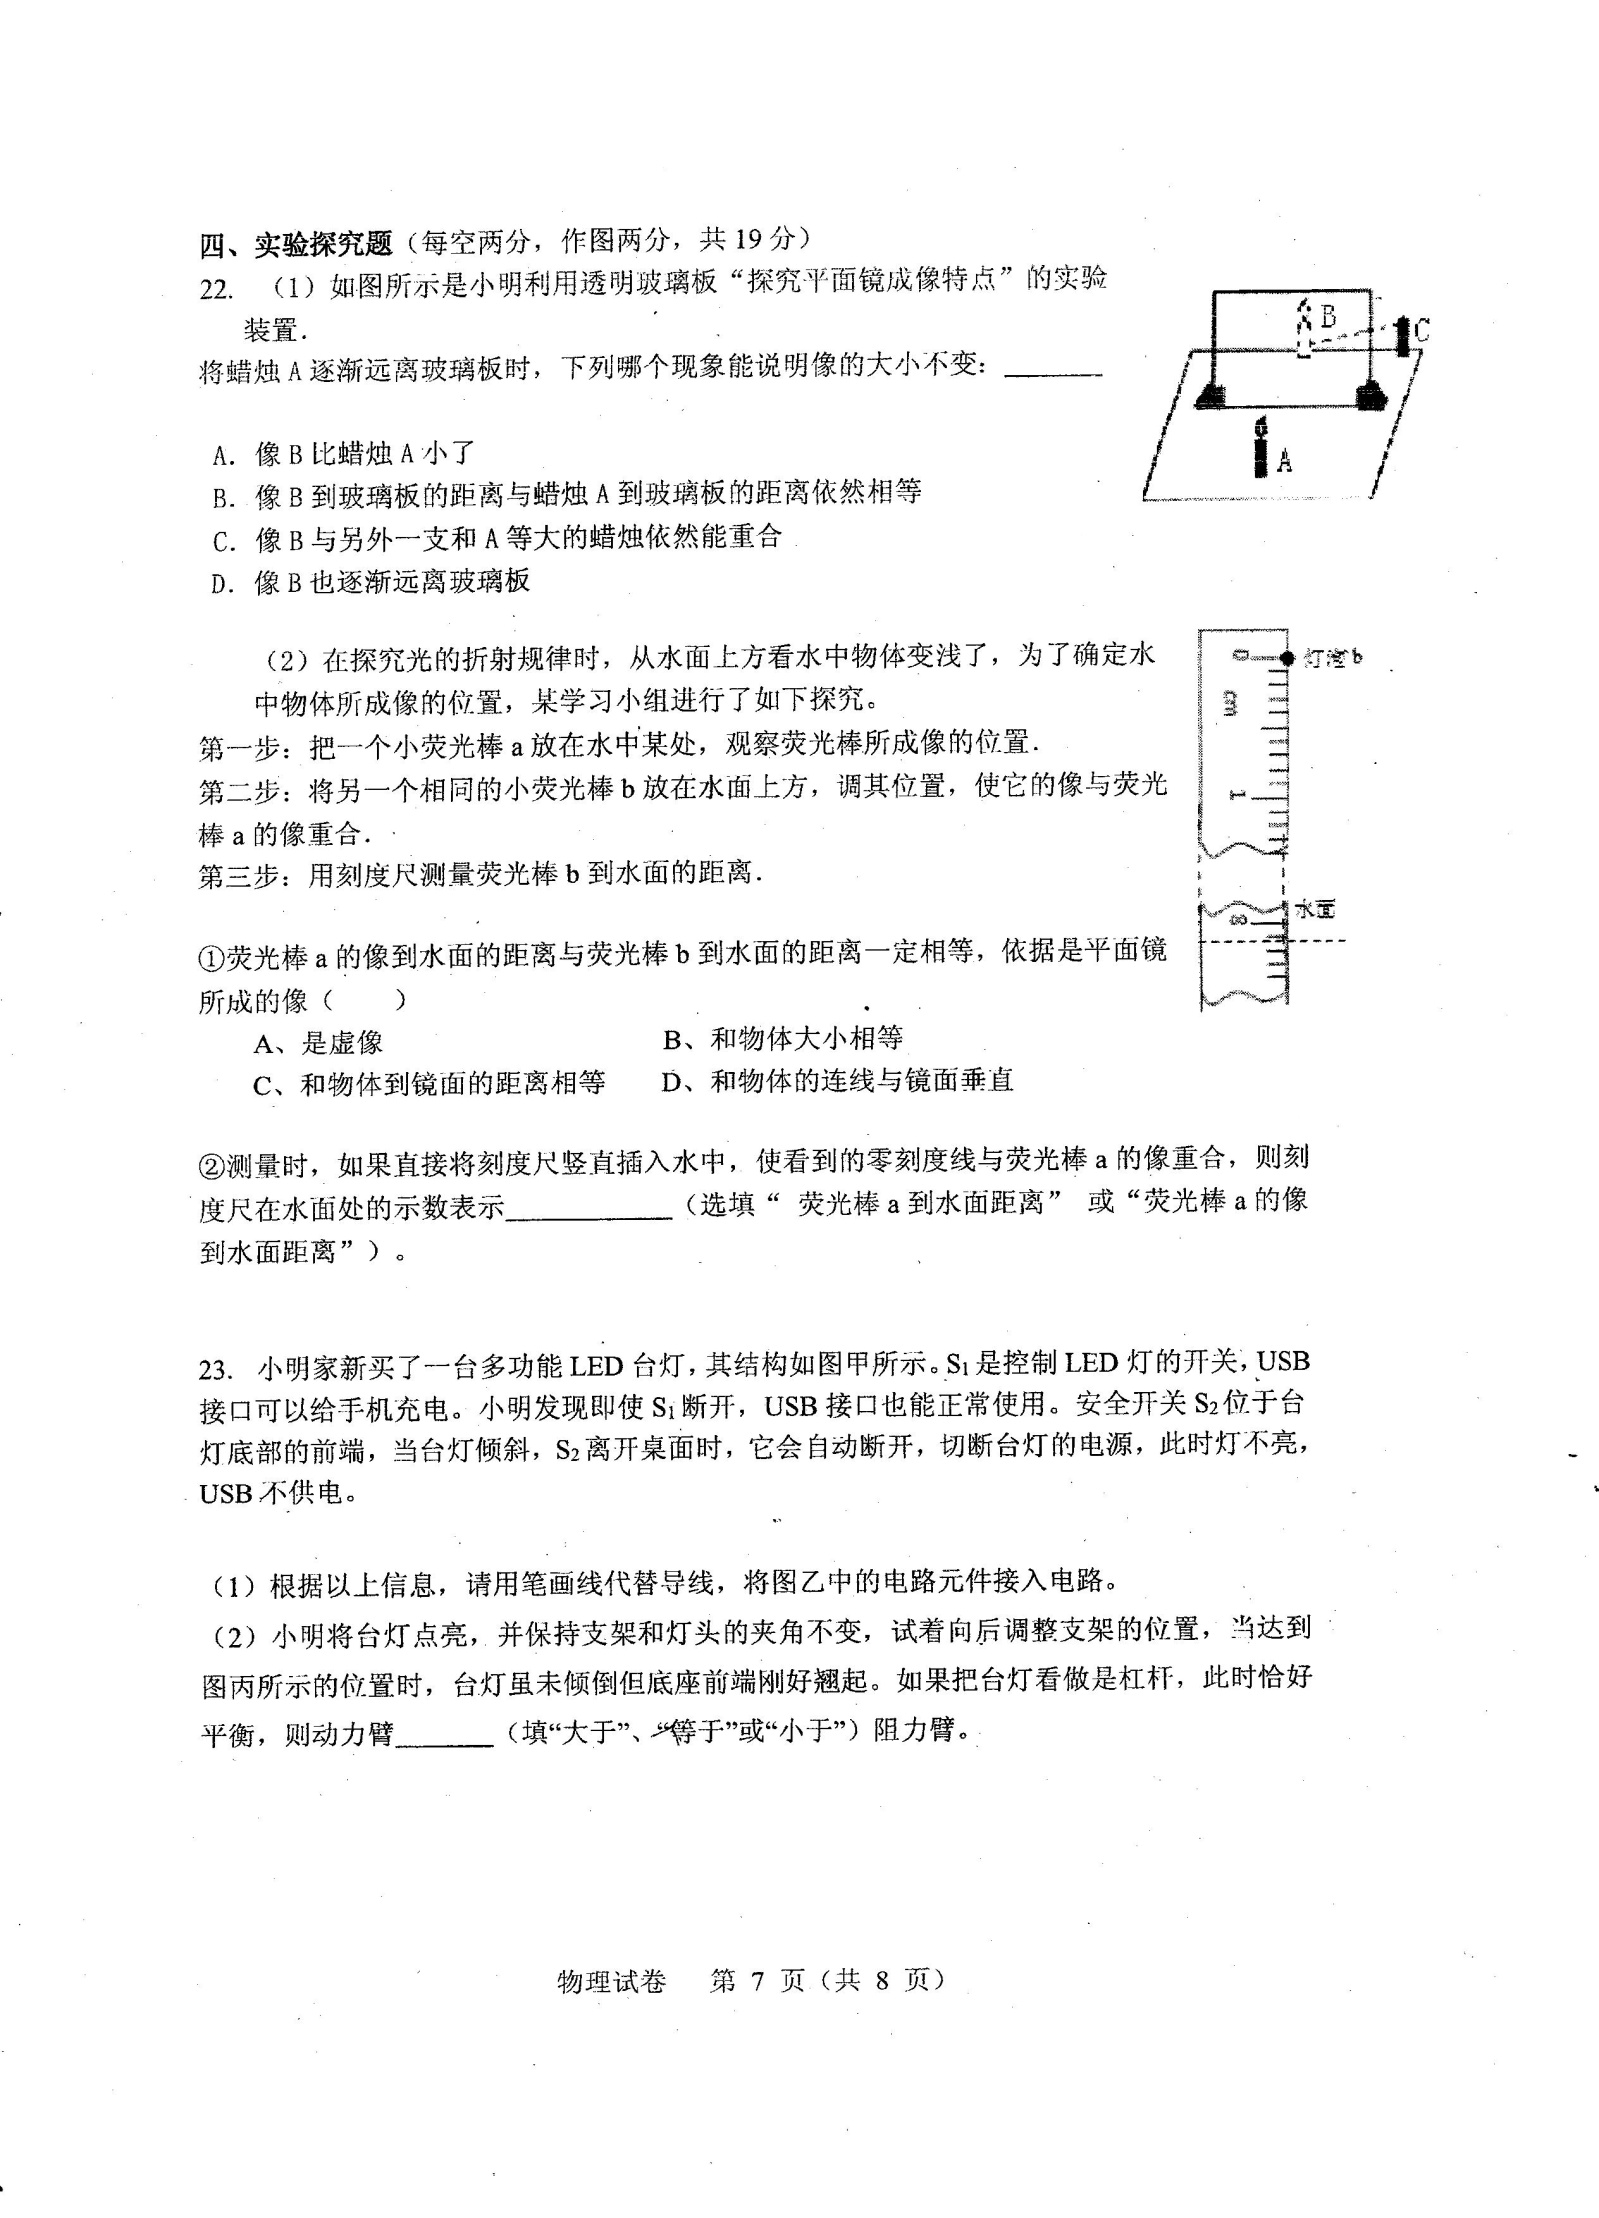 四、实验探究题（每空两分，作图两分，共19分）
22. （1）如图所示是小明利用透明玻璃板“探究平面镜成像特点”的实验
装置.
将蜡烛A逐渐远离玻璃板时，下列哪个现象能说明像的大小不变：______
B
C
A
A. 像B比蜡烛A小了
B. 像B到玻璃板的距离与蜡烛A到玻璃板的距离依然相等
C. 像B与另外一支和A等大的蜡烛依然能重合
D. 像B也逐渐远离玻璃板
（2）在探究光的折射规律时，从水面上方看水中物体变浅了，为了确定水
中物体所成像的位置，某学习小组进行了如下探究。
第一步：把一个小荧光棒a放在水中某处，观察荧光棒所成像的位置.
第二步：将另一个相同的小荧光棒b放在水面上方，调其位置，使它的像与荧光
棒a的像重合.
第三步：用刻度尺测量荧光棒b到水面的距离.
0
灯泡b
cm
1
8
水面
①荧光棒a的像到水面的距离与荧光棒b到水面的距离一定相等，依据是平面镜
所成的像（　　）
A、是虚像　　B、和物体大小相等
C、和物体到镜面的距离相等　　D、和物体的连线与镜面垂直
②测量时，如果直接将刻度尺竖直插入水中，使看到的零刻度线与荧光棒a的像重合，则刻
度尺在水面处的示数表示____________（选填“ 荧光棒a到水面距离” 或“荧光棒a的像
到水面距离”）。
23. 小明家新买了一台多功能LED台灯，其结构如图甲所示。S1是控制LED灯的开关，USB
接口可以给手机充电。小明发现即使S1断开，USB接口也能正常使用。安全开关S2位于台
灯底部的前端，当台灯倾斜，S2离开桌面时，它会自动断开，切断台灯的电源，此时灯不亮，
USB不供电。
（1）根据以上信息，请用笔画线代替导线，将图乙中的电路元件接入电路。
（2）小明将台灯点亮，并保持支架和灯头的夹角不变，试着向后调整支架的位置，当达到
图丙所示的位置时，台灯虽未倾倒但底座前端刚好翘起。如果把台灯看做是杠杆，此时恰好
平衡，则动力臂_______（填“大于”、“等于”或“小于”）阻力臂。
物理试卷　第 7 页（共 8 页）